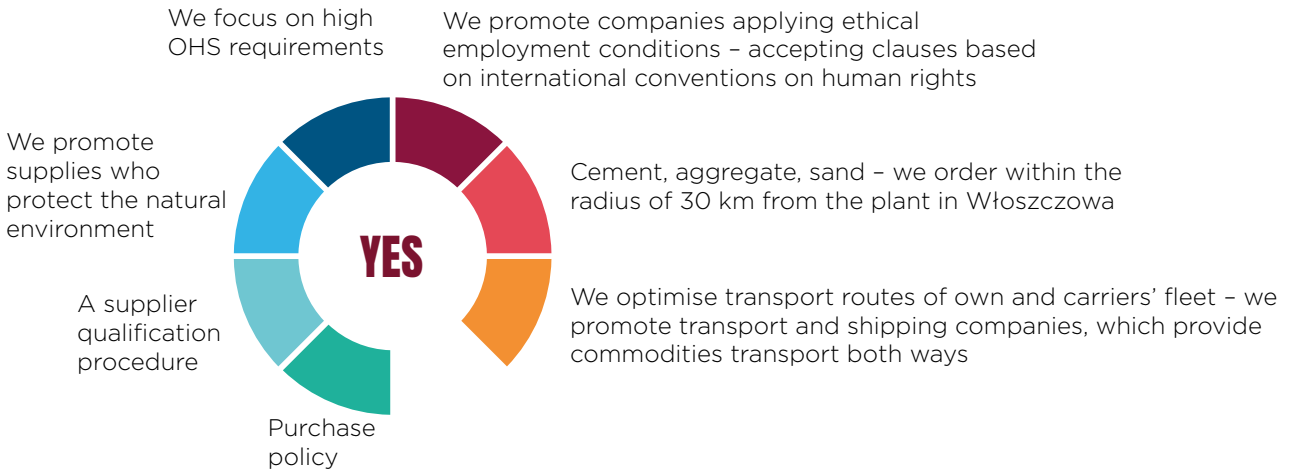 We focus on high
OHS requirements
We promote companies applying ethical
employment conditions – accepting clauses based
on international conventions on human rights
We promote
supplies who
protect the natural
environment
Cement, aggregate, sand – we order within the
radius of 30 km from the plant in Włoszczowa
YES
A supplier
qualification
procedure
We optimise transport routes of own and carriers’ fleet – we
promote transport and shipping companies, which provide
commodities transport both ways
Purchase
policy